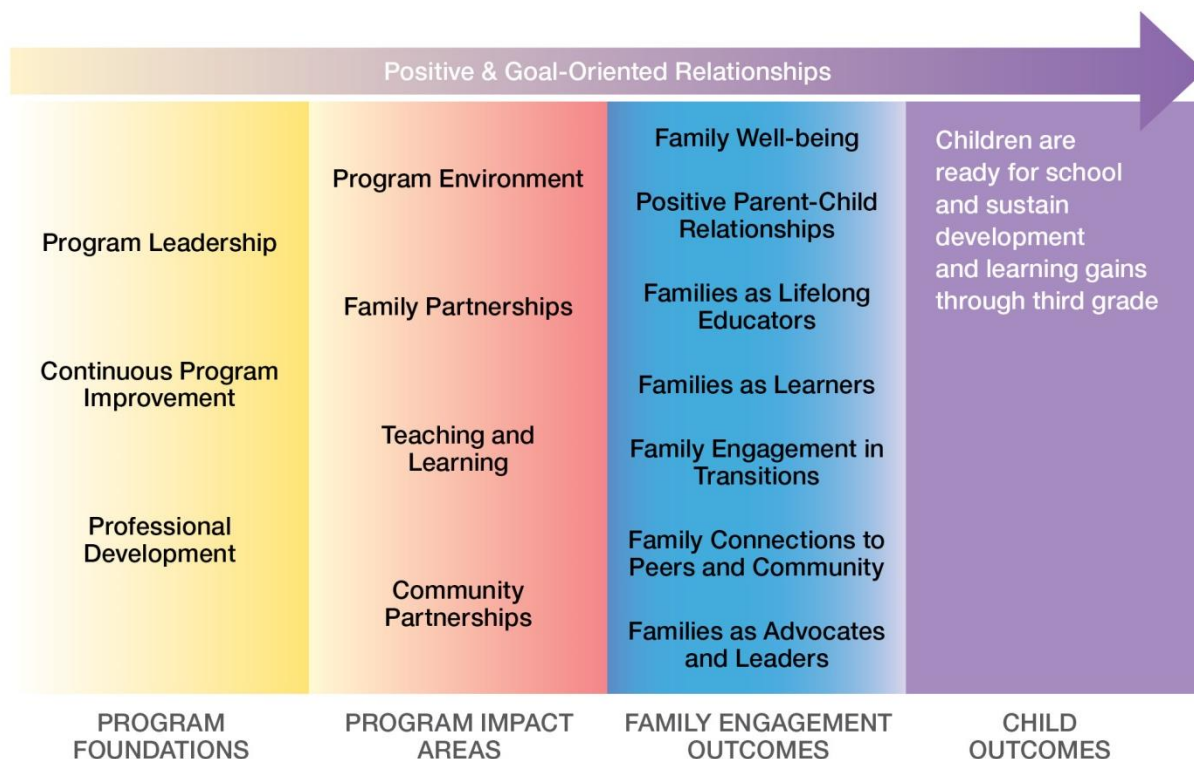 Positive & Goal-Oriented Relationships
Program Leadership
Continuous Program
Improvement
Professional
Development
PROGRAM
FOUNDATIONS
Program Environment
Family Partnerships
Teaching and
Learning
Community
Partnerships
PROGRAM IMPACT
AREAS
Family Well-being
Positive Parent-Child
Relationships
Families as Lifelong
Educators
Families as Learners
Family Engagement in
Transitions
Family Connections to
Peers and Community
Families as Advocates
and Leaders
FAMILY ENGAGEMENT
OUTCOMES
Children are
ready for school
and sustain
development
and learning gains
through third grade
CHILD
OUTCOMES